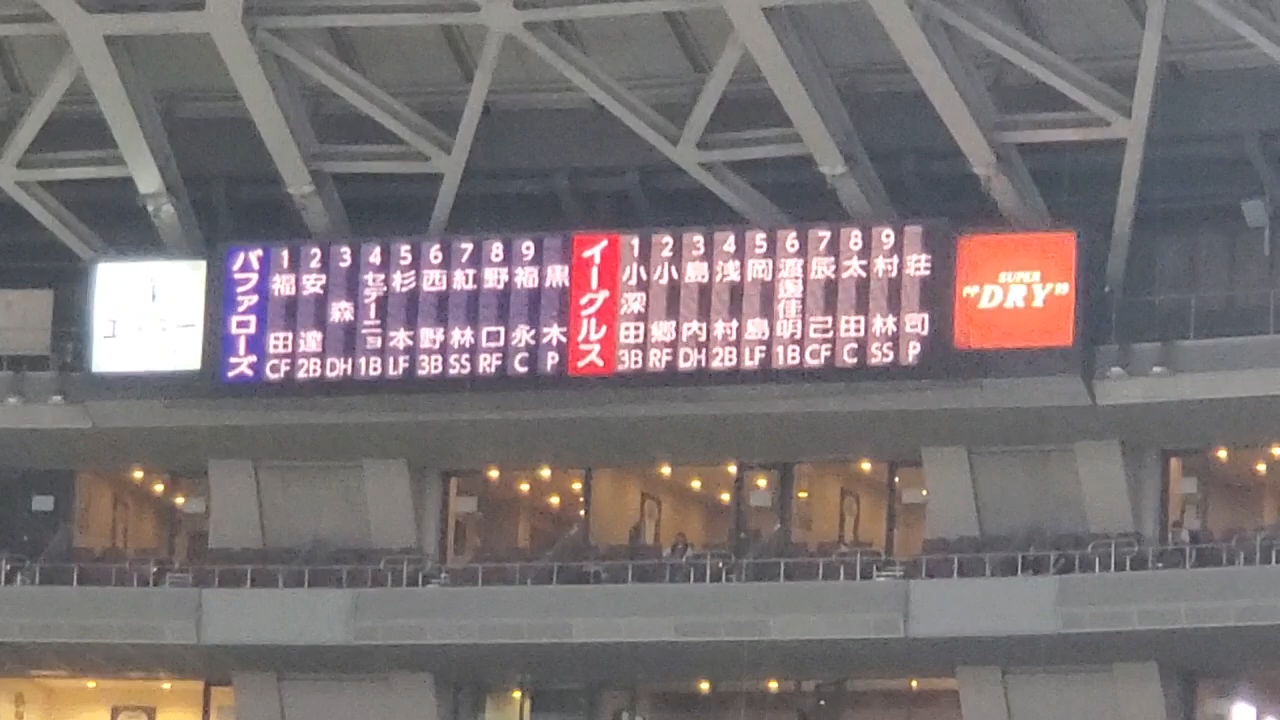 バファローズ
1 福田 CF
2 安達 2B
3 森 DH
4 セデーニョ 1B
5 杉本 LF
6 西野 3B
7 紅林 SS
8 野口 RF
9 福永 C
黒木 P
イーグルス
1 小深田 3B
2 小郷 RF
3 島内 DH
4 浅村 2B
5 岡島 LF
6 渡邊佳明 1B
7 辰己 CF
8 太田 C
9 村林 SS
荘司 P
SUPER
"DRY"